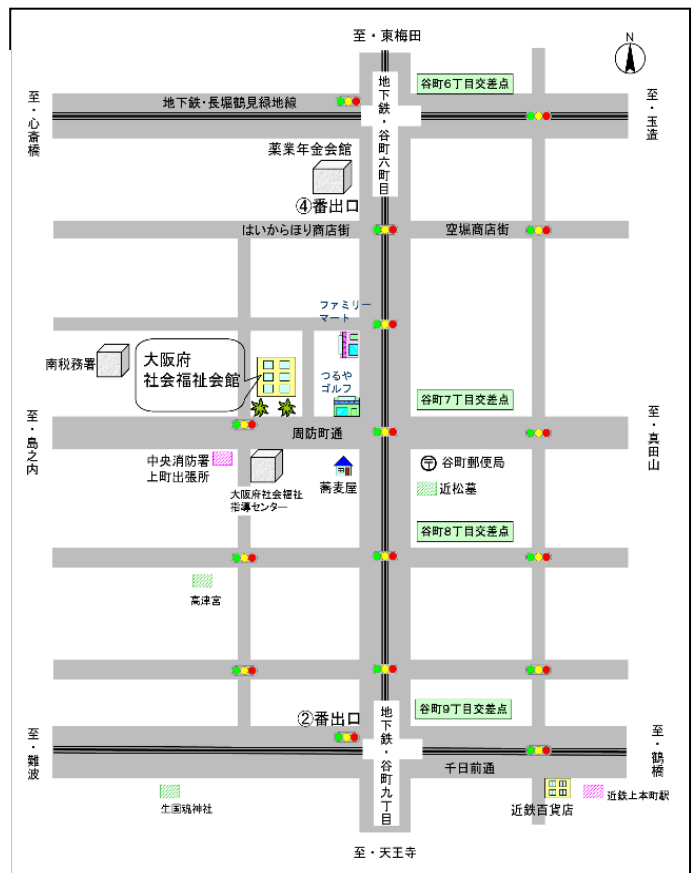 至・東梅田
N
谷町6丁目交差点
至・心斎橋
地下鉄・長堀鶴見緑地線
地下鉄・谷町六町目
至・玉造
薬業年金会館
④番出口
はいからほり商店街
空堀商店街
ファミリー
マート
南税務署
大阪府
社会福祉会館
つるや
ゴルフ
谷町7丁目交差点
至・島之内
周防町通
至・真田山
中央消防署
上町出張所
大阪府社会福祉
指導センター
蕎麦屋
〒
谷町郵便局
近松墓
谷町8丁目交差点
高津宮
②番出口
地下鉄・谷町九丁目
谷町9丁目交差点
至・難波
千日前通
至・鶴橋
生国魂神社
近鉄百貨店
近鉄上本町駅
至・天王寺